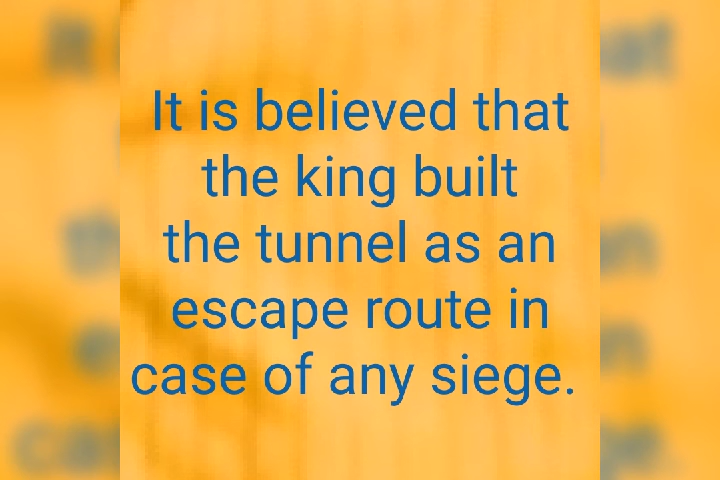 It is believed that
the king built
the tunnel as an
escape route in
case of any siege.